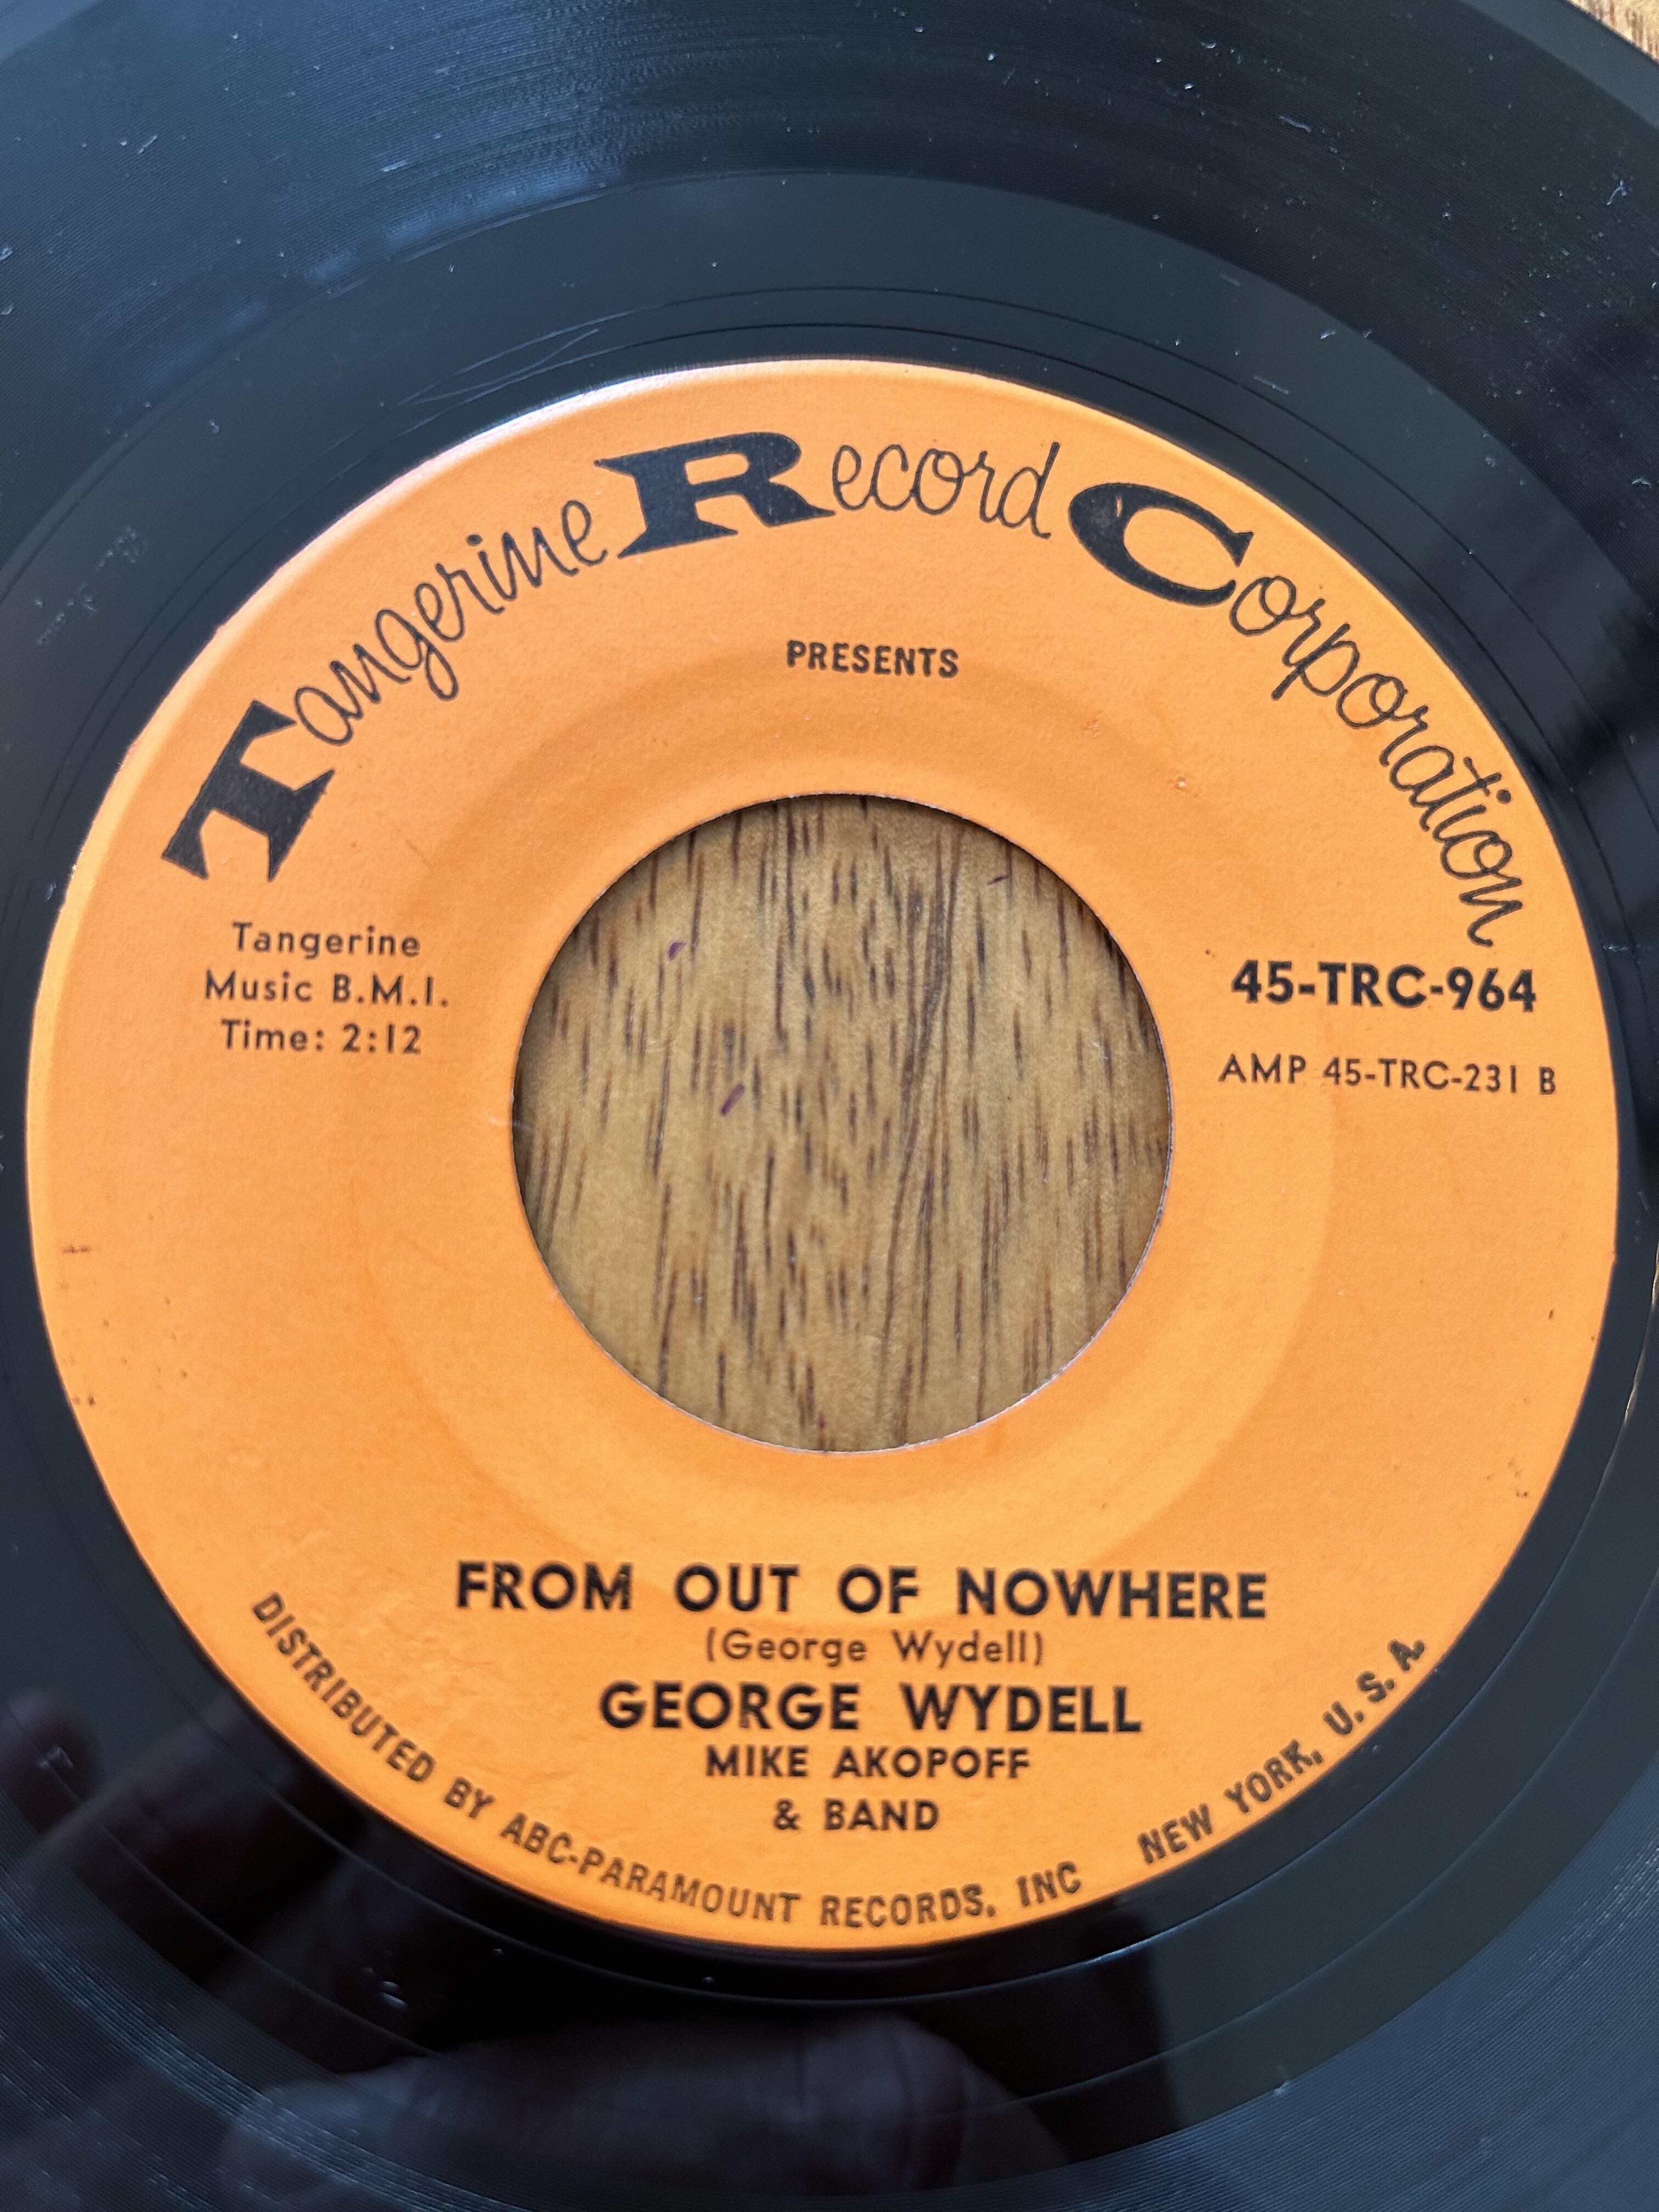 Tangerine Record Corporation
PRESENTS
Tangerine
Music B.M.I.
Time: 2:12
45-TRC-964
AMP 45-TRC-231 B
FROM OUT OF NOWHERE
(George Wydell)
GEORGE WYDELL
MIKE AKOPOFF
& BAND
DISTRIBUTED BY ABC-PARAMOUNT RECORDS, INC NEW YORK, U.S.A.